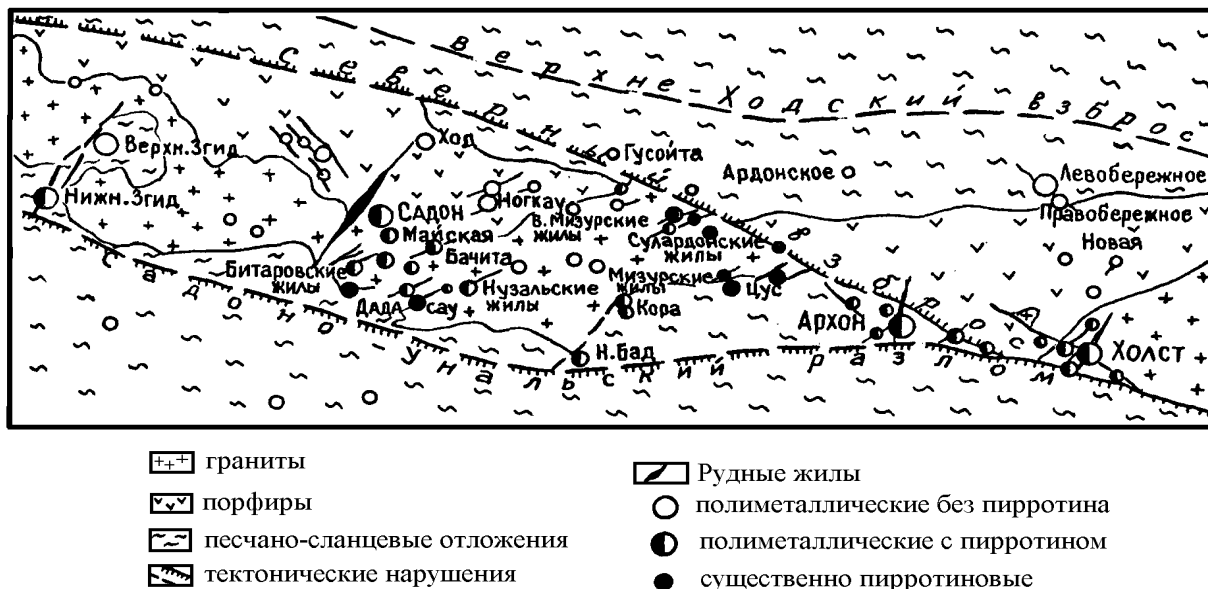 Верхне-Ходский взброс
Северный взброс
Верхн.Згид
Ход
Гусойта
Ардонское
Левобережное
Нижн.Згид
САДОН
Ногкау
В.Мизурские
жилы
Правобережное
Майская
Сулардонские
жилы
Новая
Бачита
Битаровские
жилы
Мизурские
жилы
Цус
Нузальские
жилы
ДАДА
сау
Кора
АРХОН
Н.Бад
ХОЛСТ
Садоно-Унальский разлом
граниты
порфиры
песчано-сланцевые отложения
тектонические нарушения
Рудные жилы
полиметаллические без пирротина
полиметаллические с пирротином
существенно пирротиновые